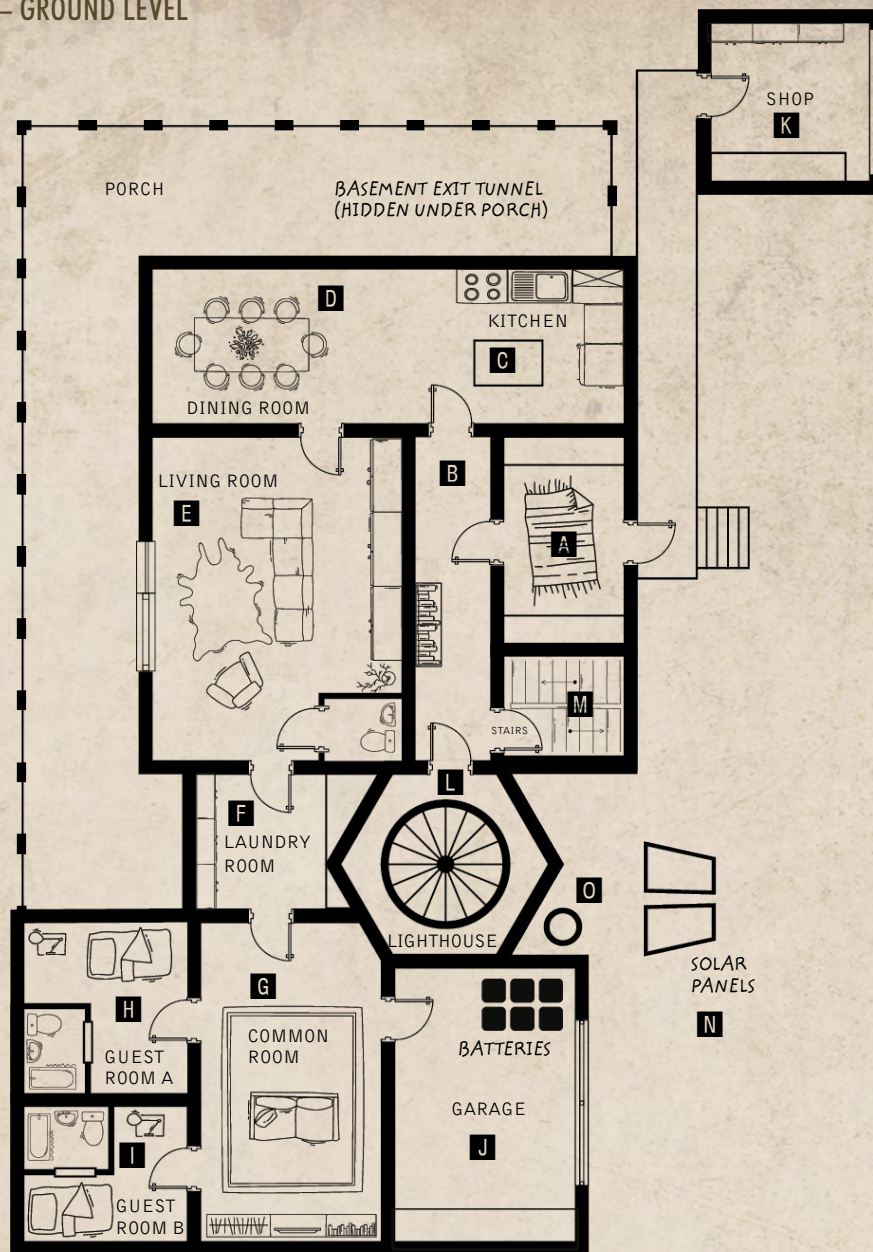 – GROUND LEVEL
SHOP
K
PORCH
BASEMENT EXIT TUNNEL
(HIDDEN UNDER PORCH)
D
KITCHEN
C
DINING ROOM
B
LIVING ROOM
E
A
M
STAIRS
L
F
LAUNDRY
ROOM
O
LIGHTHOUSE
SOLAR
PANELS
N
G
H
COMMON
ROOM
BATTERIES
GUEST
ROOM A
GARAGE
J
I
GUEST
ROOM B